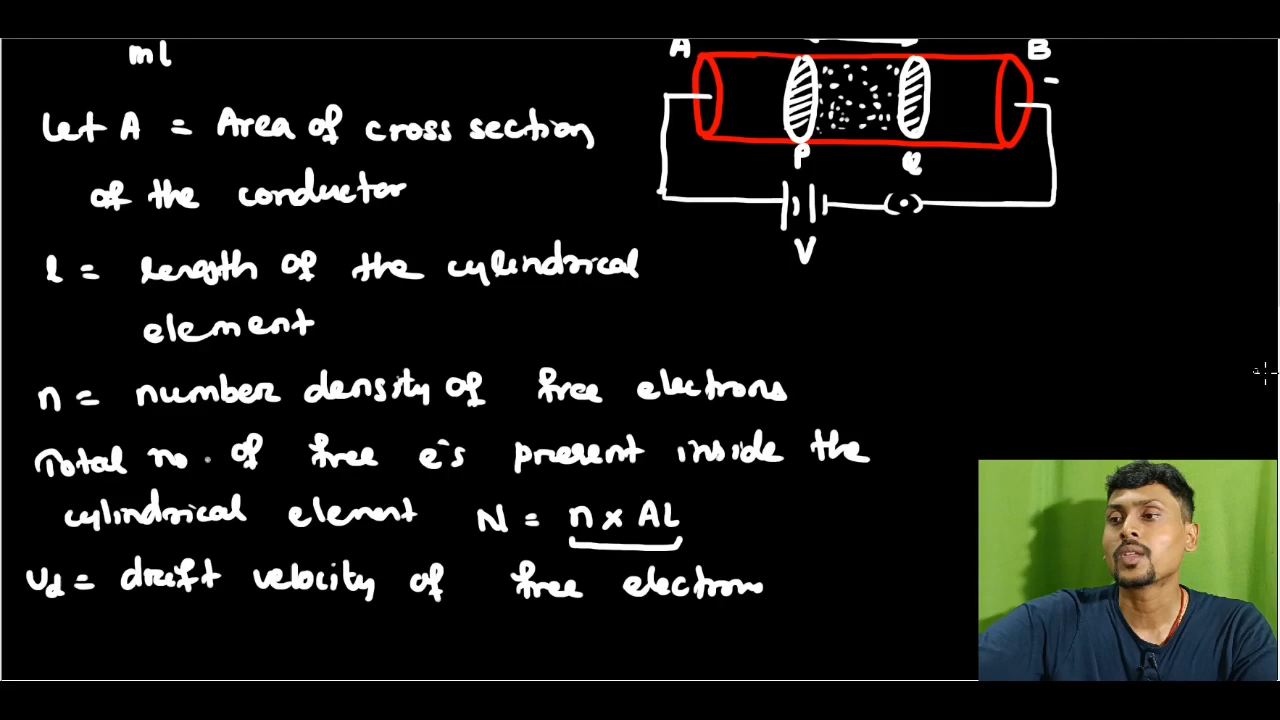 ml
A
B
Let A = Area of cross section
of the conductor
P
Q
V
l = length of the cylindrical
element
n = number density of free electrons
Total no. of free e⁻s present inside the
cylindrical element N = n × AL
vd = drift velocity of free electrons